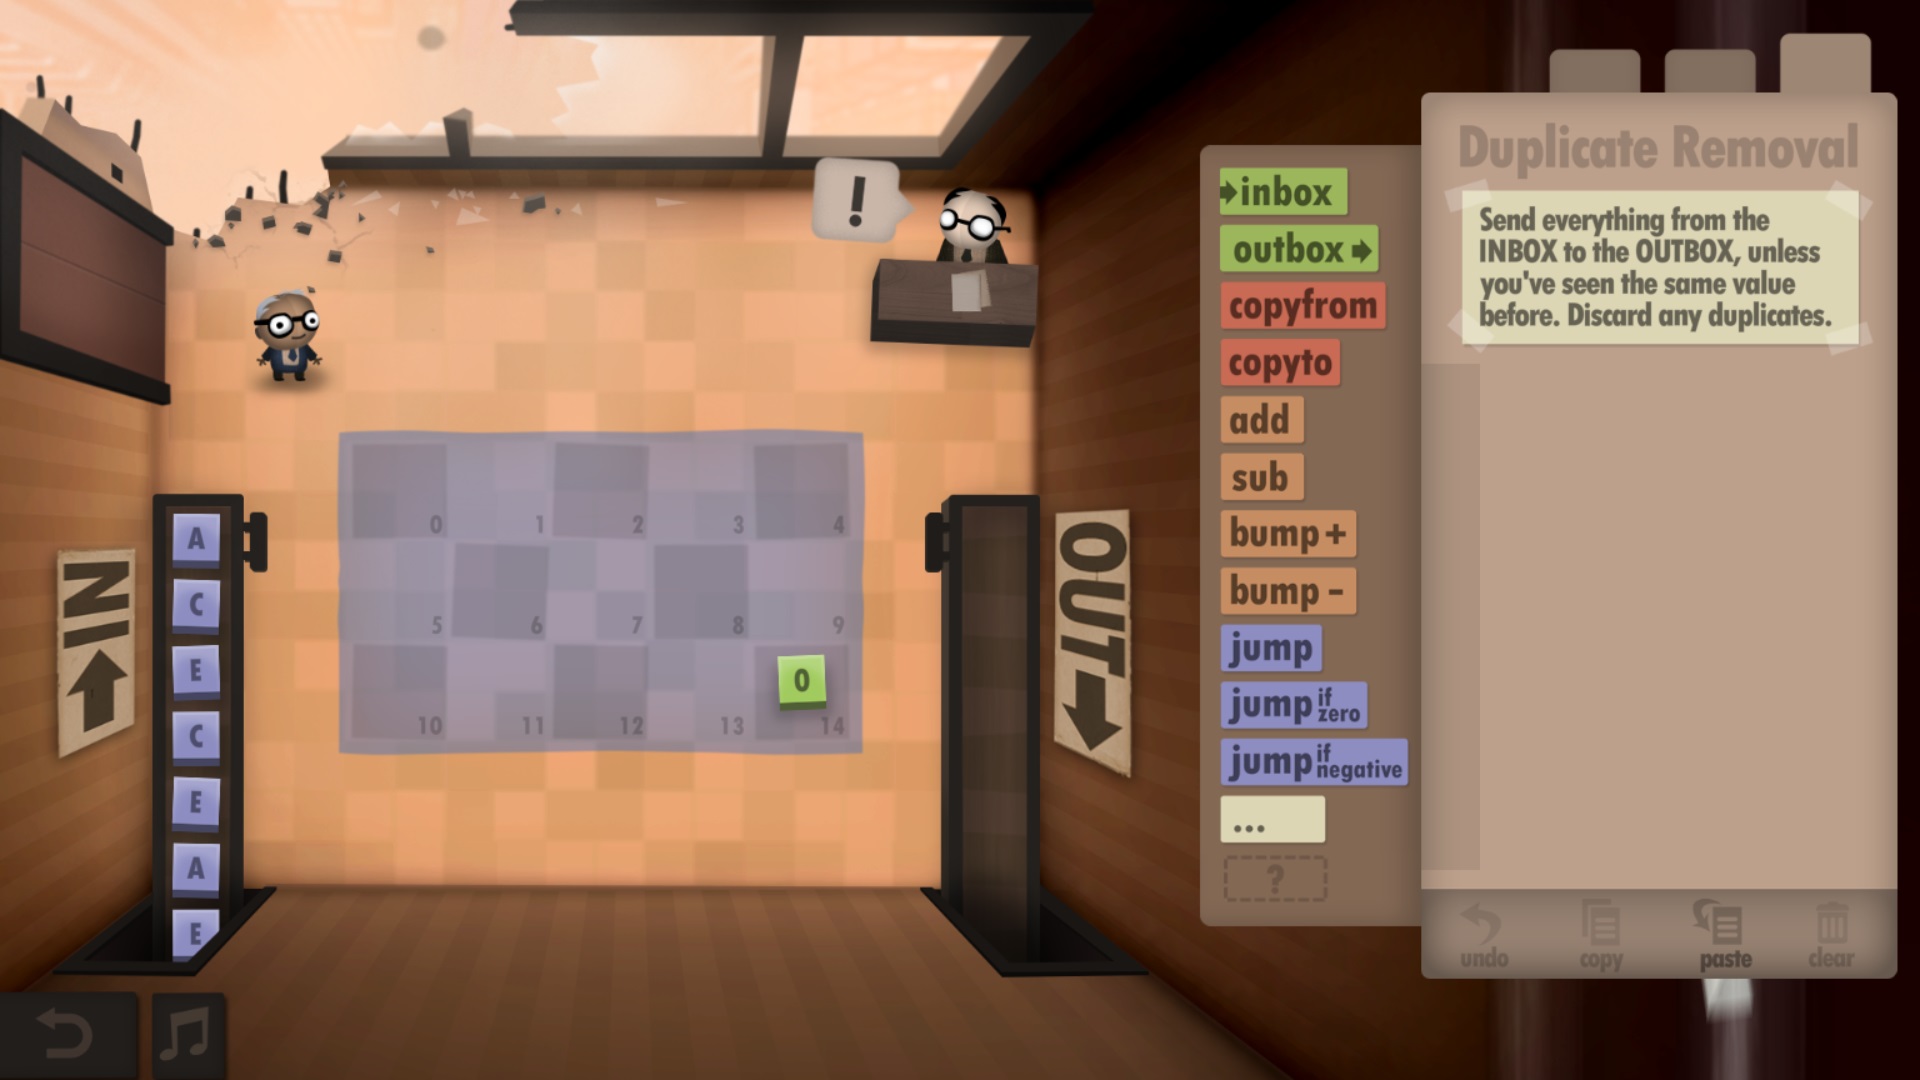 !
IN
A
C
E
C
E
A
E
0 1 2 3 4
5 6 7 8 9
0
10 11 12 13 14
OUT
inbox
outbox
copyfrom
copyto
add
sub
bump +
bump -
jump
jump if zero
jump if negative
...
?
Duplicate Removal
Send everything from the
INBOX to the OUTBOX, unless
you've seen the same value
before. Discard any duplicates.
undo copy paste clear